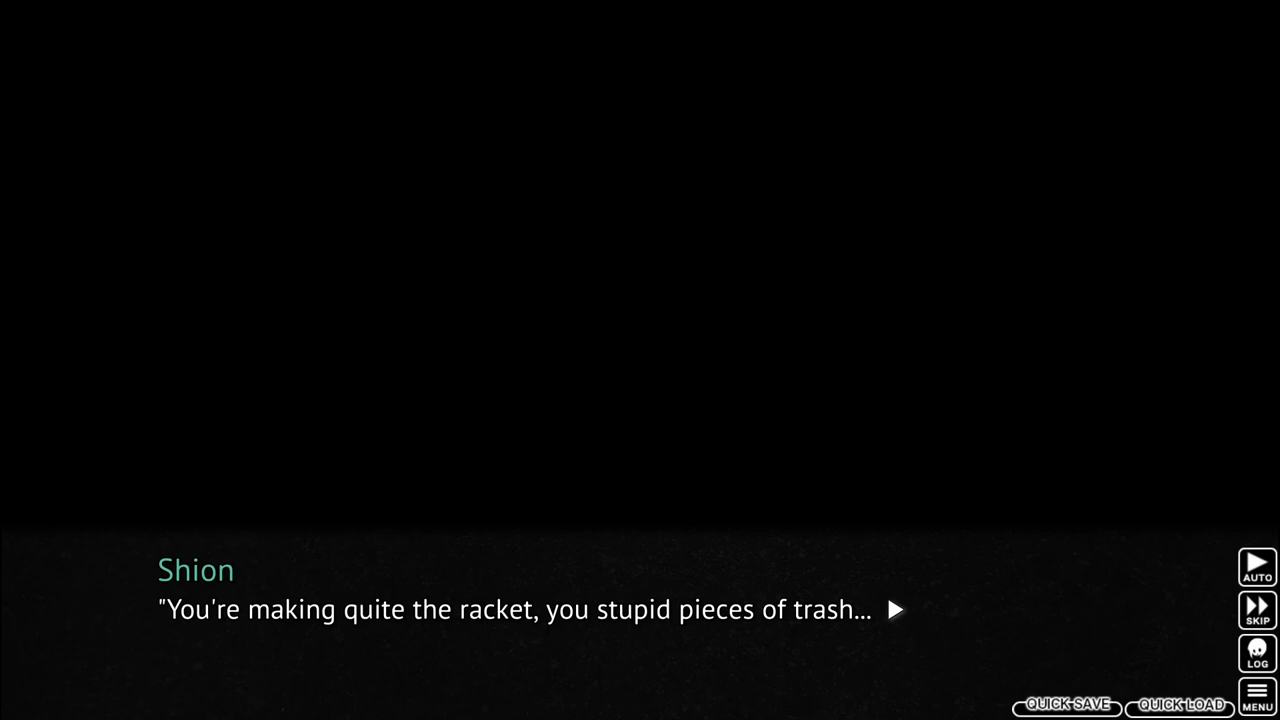 Shion
"You're making quite the racket, you stupid pieces of trash...
AUTO
SKIP
LOG
MENU
QUICK SAVE
QUICK LOAD